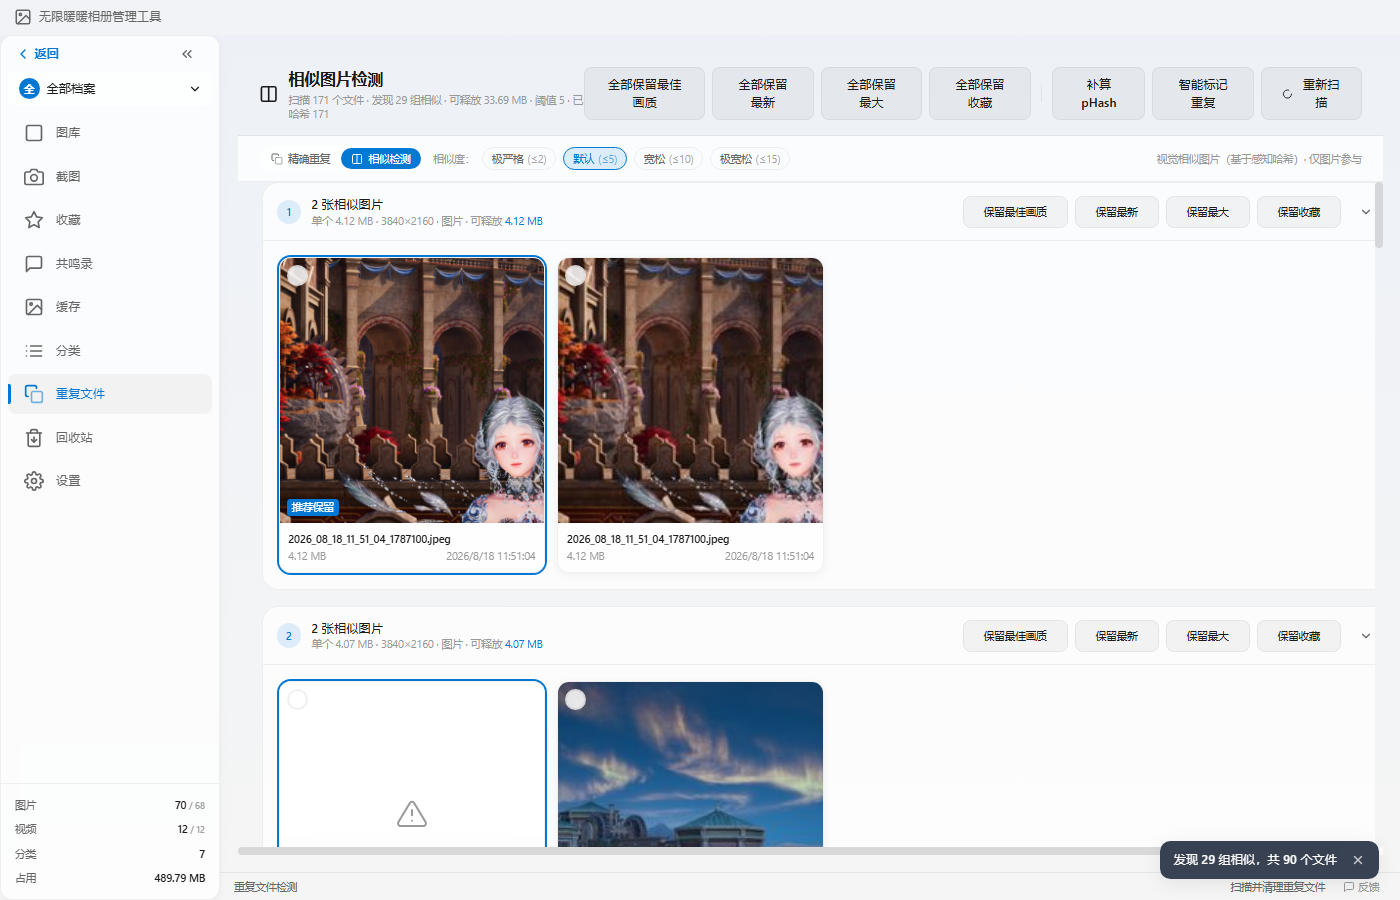 无限暖暖相册管理工具
返回
全 全部档案
图库
截图
收藏
共鸣录
缓存
分类
重复文件
回收站
设置
图片 70 / 68
视频 12 / 12
分类 7
占用 489.79 MB
相似图片检测
扫描 171 个文件 · 发现 29 组相似 · 可释放 33.69 MB · 阈值 5 · 已
哈希 171
全部保留最佳
画质
全部保留
最新
全部保留
最大
全部保留
收藏
补算
pHash
智能标记
重复
重新扫
描
精确重复 相似检测 相似度: 极严格 (≤2) 默认 (≤5) 宽松 (≤10) 极宽松 (≤15) 视觉相似图片（基于感知哈希）· 仅图片参与
1 2 张相似图片
单个 4.12 MB · 3840×2160 · 图片 · 可释放 4.12 MB
保留最佳画质 保留最新 保留最大 保留收藏
推荐保留
2026_08_18_11_51_04_1787100.jpeg
4.12 MB 2026/8/18 11:51:04
2026_08_18_11_51_04_1787100.jpeg
4.12 MB 2026/8/18 11:51:04
2 2 张相似图片
单个 4.07 MB · 3840×2160 · 图片 · 可释放 4.07 MB
保留最佳画质 保留最新 保留最大 保留收藏
发现 29 组相似，共 90 个文件
重复文件检测
扫描并清理重复文件 反馈